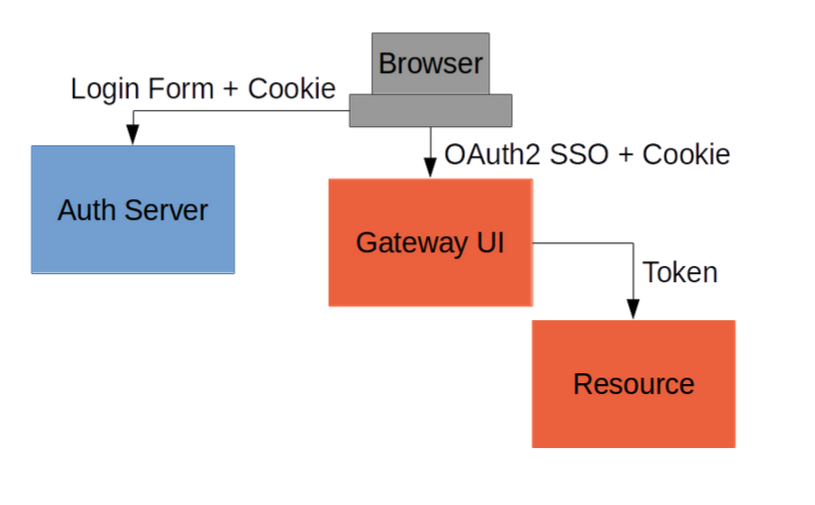 Browser
Login Form + Cookie
OAuth2 SSO + Cookie
Auth Server
Gateway UI
Token
Resource